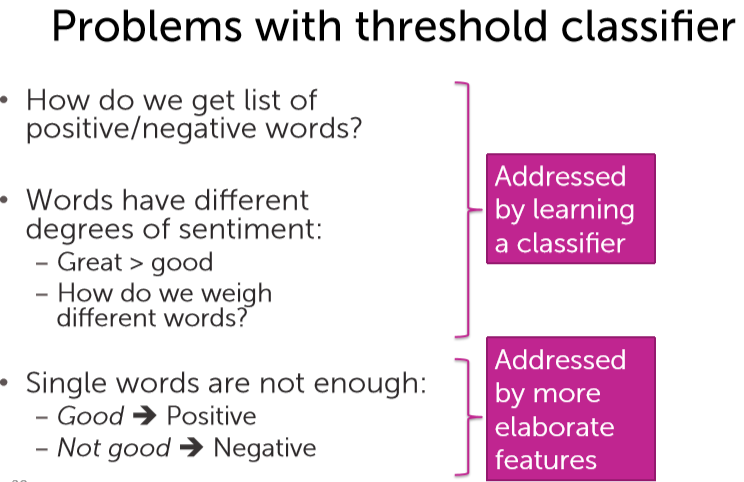 Problems with threshold classifier
• How do we get list of
positive/negative words?
• Words have different
degrees of sentiment:
– Great > good
– How do we weigh
different words?
Addressed
by learning
a classifier
• Single words are not enough:
– Good ➔ Positive
– Not good ➔ Negative
Addressed
by more
elaborate
features